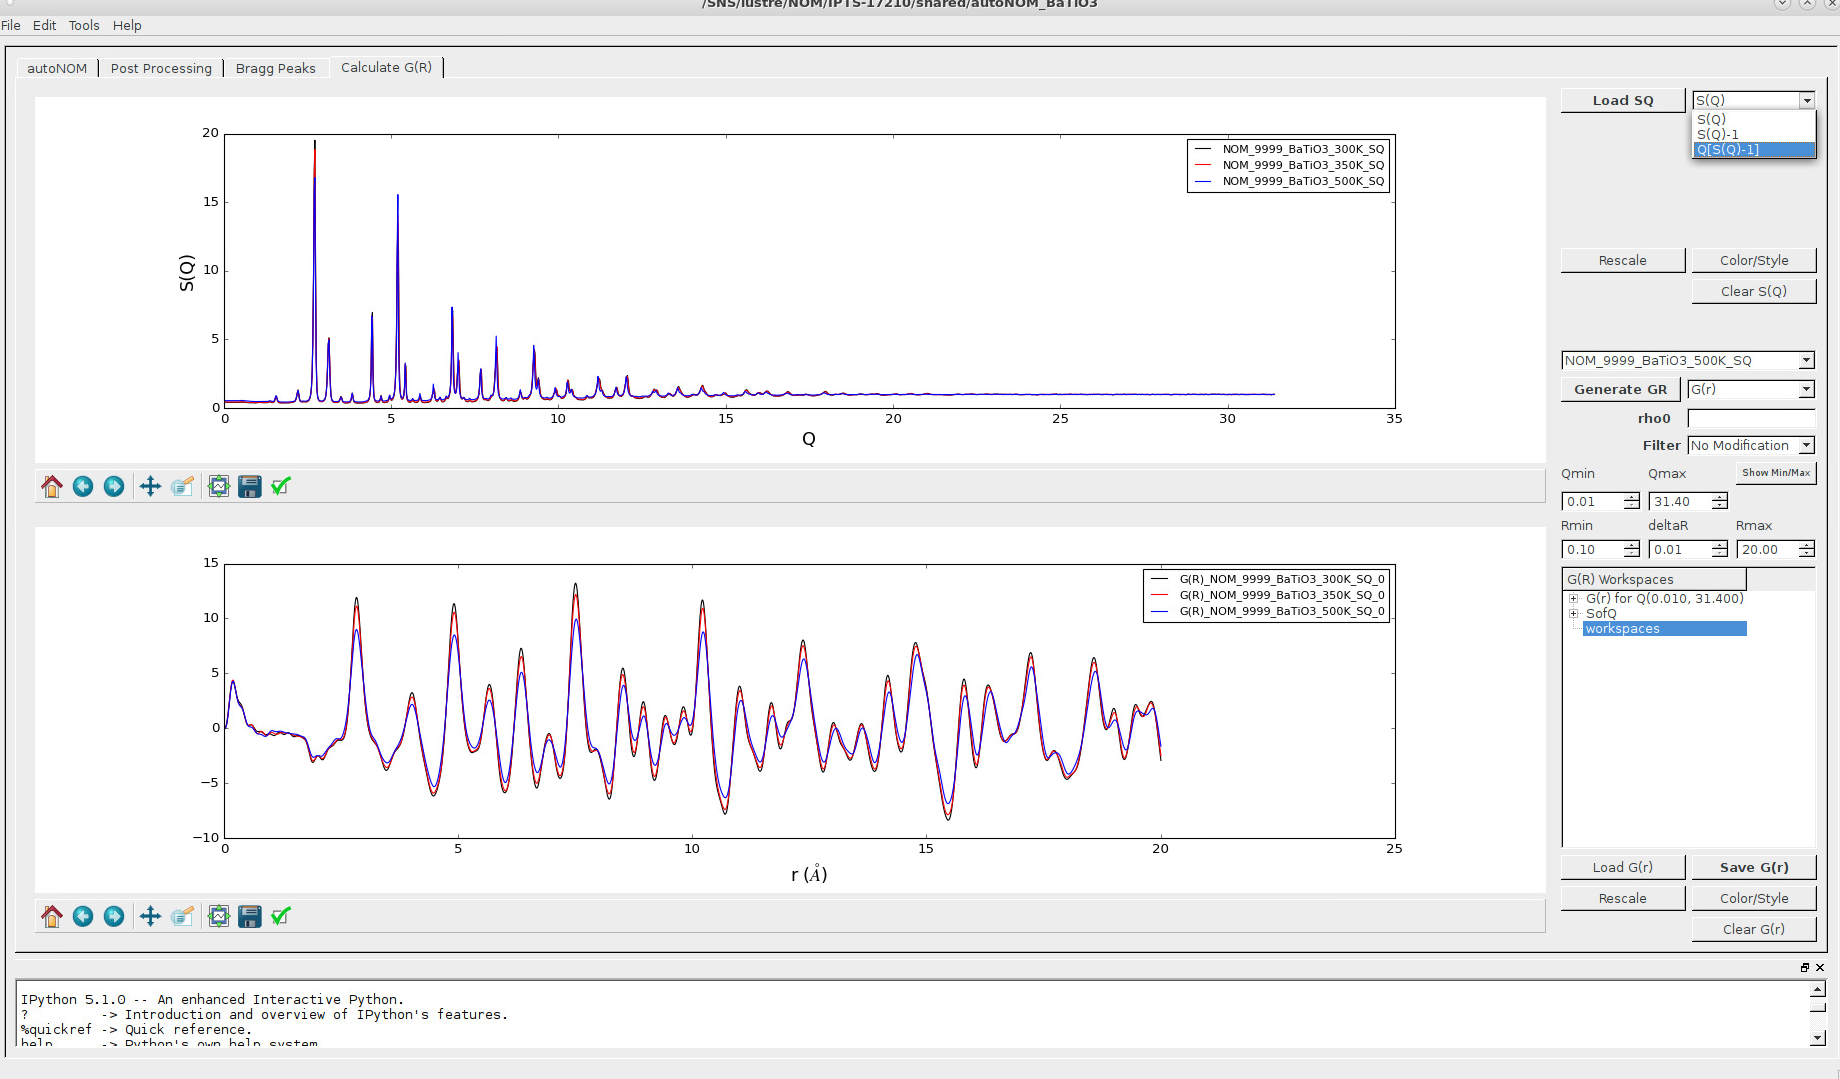 /SNS/lustre/NOM/IPTS-17210/shared/autoNOM_BaTiO3
File Edit Tools Help
autoNOM Post Processing Bragg Peaks Calculate G(R)
Load SQ S(Q)
S(Q)
S(Q)-1
Q[S(Q)-1]
20
15
10
5
0
S(Q)
NOM_9999_BaTiO3_300K_SQ
NOM_9999_BaTiO3_350K_SQ
NOM_9999_BaTiO3_500K_SQ
0 5 10 15 20 25 30 35
Q
Rescale Color/Style
Clear S(Q)
NOM_9999_BaTiO3_500K_SQ
Generate GR G(r)
rho0
Filter No Modification
Qmin Qmax Show Min/Max
0.01 31.40
Rmin deltaR Rmax
0.10 0.01 20.00
G(R) Workspaces
G(r) for Q(0.010, 31.400)
SofQ
workspaces
15
10
5
0
−5
−10
G(R)_NOM_9999_BaTiO3_300K_SQ_0
G(R)_NOM_9999_BaTiO3_350K_SQ_0
G(R)_NOM_9999_BaTiO3_500K_SQ_0
0 5 10 15 20 25
r (Å)
Load G(r) Save G(r)
Rescale Color/Style
Clear G(r)
IPython 5.1.0 -- An enhanced Interactive Python.
? -> Introduction and overview of IPython's features.
%quickref -> Quick reference.
help -> Python's own help system